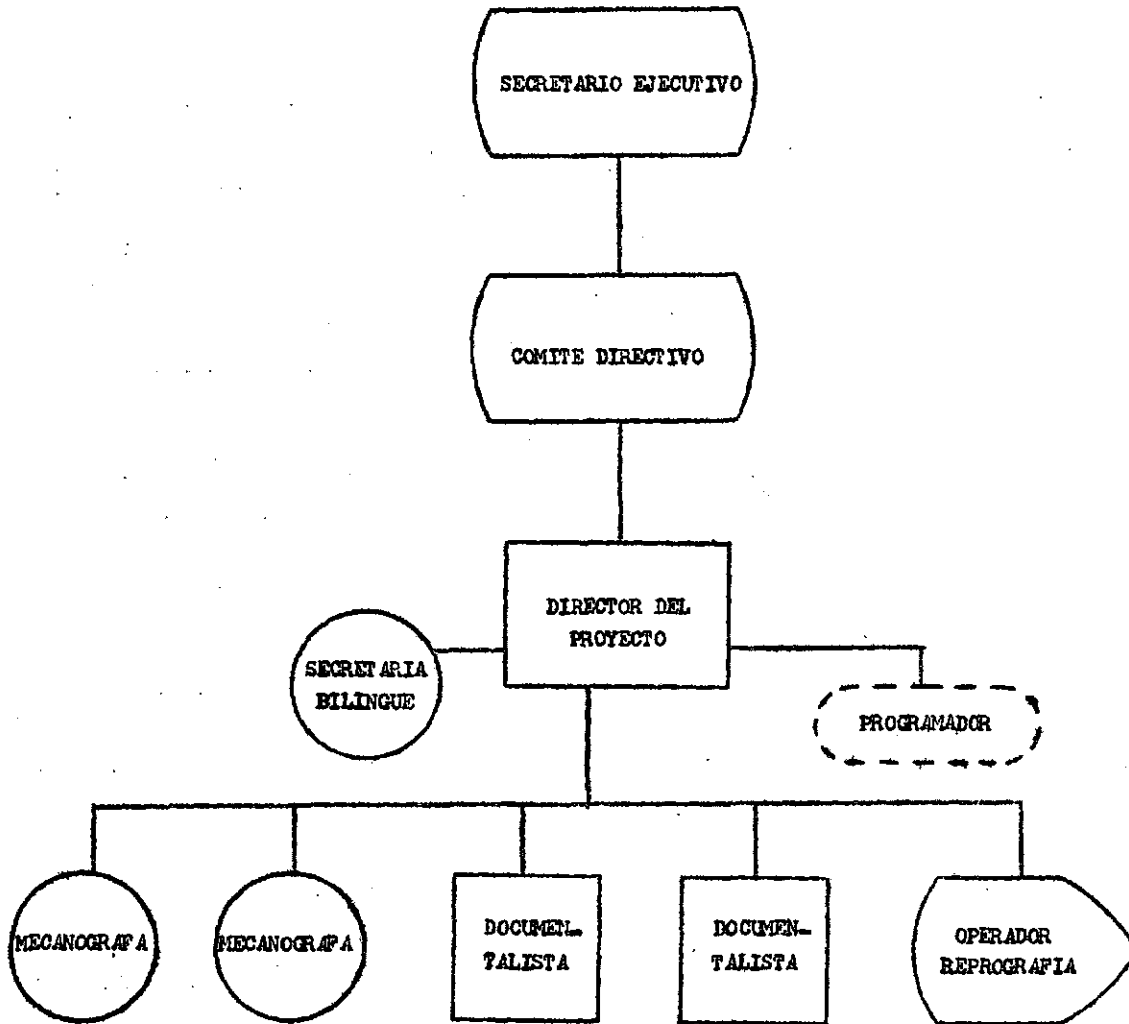 SECRETARIO EJECUTIVO
COMITE DIRECTIVO
DIRECTOR DEL
PROYECTO
SECRETARIA
BILINGUE
PROGRAMADOR
MECANOGRAFA
MECANOGRAFA
DOCUMEN-
TALISTA
DOCUMEN-
TALISTA
OPERADOR
REPROGRAFIA